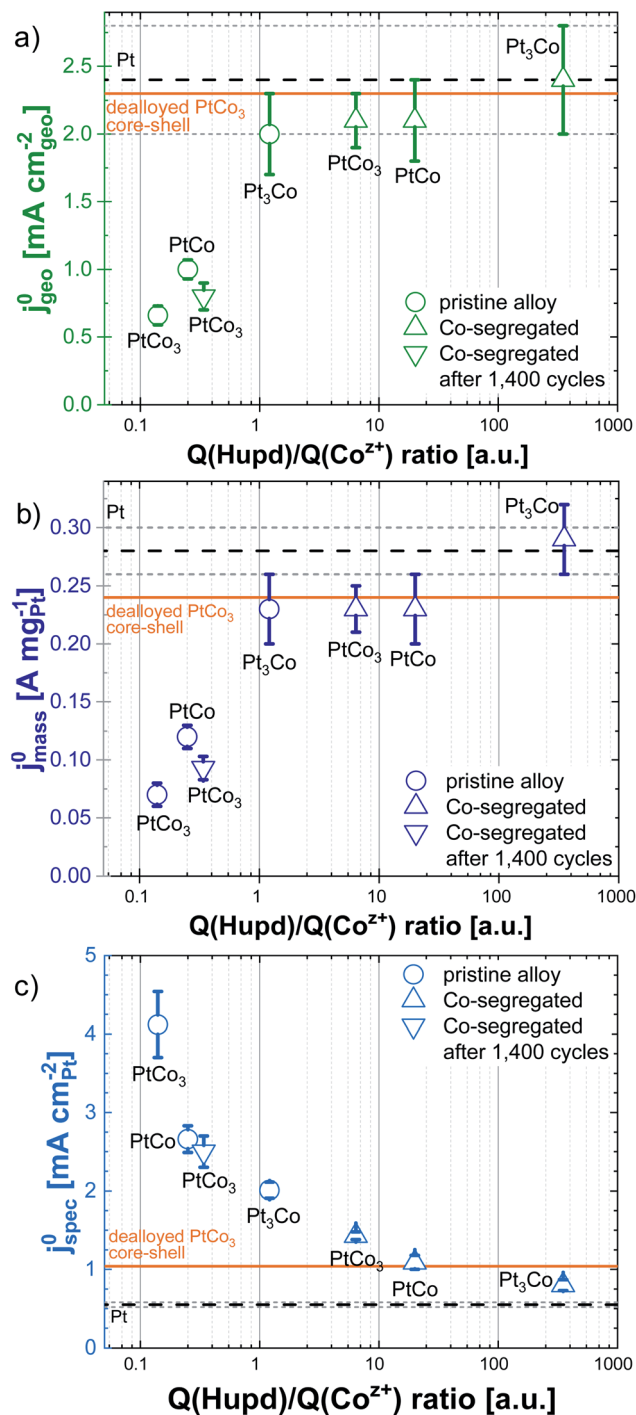 a)
j⁰geo [mA cm⁻²geo]
2.5
2.0
1.5
1.0
0.5
0.0
Pt
dealloyed PtCo₃
core-shell
Pt₃Co
PtCo₃
PtCo
Pt₃Co
PtCo
PtCo₃
PtCo₃
pristine alloy
Co-segregated
Co-segregated
after 1,400 cycles
0.1 1 10 100 1000
Q(Hupd)/Q(Coᶻ⁺) ratio [a.u.]
b)
j⁰mass [A mg⁻¹Pt]
0.30
0.25
0.20
0.15
0.10
0.05
0.00
Pt
dealloyed PtCo₃
core-shell
Pt₃Co
PtCo₃
PtCo
Pt₃Co
PtCo
PtCo₃
PtCo₃
pristine alloy
Co-segregated
Co-segregated
after 1,400 cycles
0.1 1 10 100 1000
Q(Hupd)/Q(Coᶻ⁺) ratio [a.u.]
c)
j⁰spec [mA cm⁻²Pt]
5
4
3
2
1
0
pristine alloy
Co-segregated
Co-segregated
after 1,400 cycles
PtCo₃
PtCo
PtCo₃
Pt₃Co
dealloyed PtCo₃
core-shell
PtCo₃
PtCo
Pt₃Co
Pt
0.1 1 10 100 1000
Q(Hupd)/Q(Coᶻ⁺) ratio [a.u.]